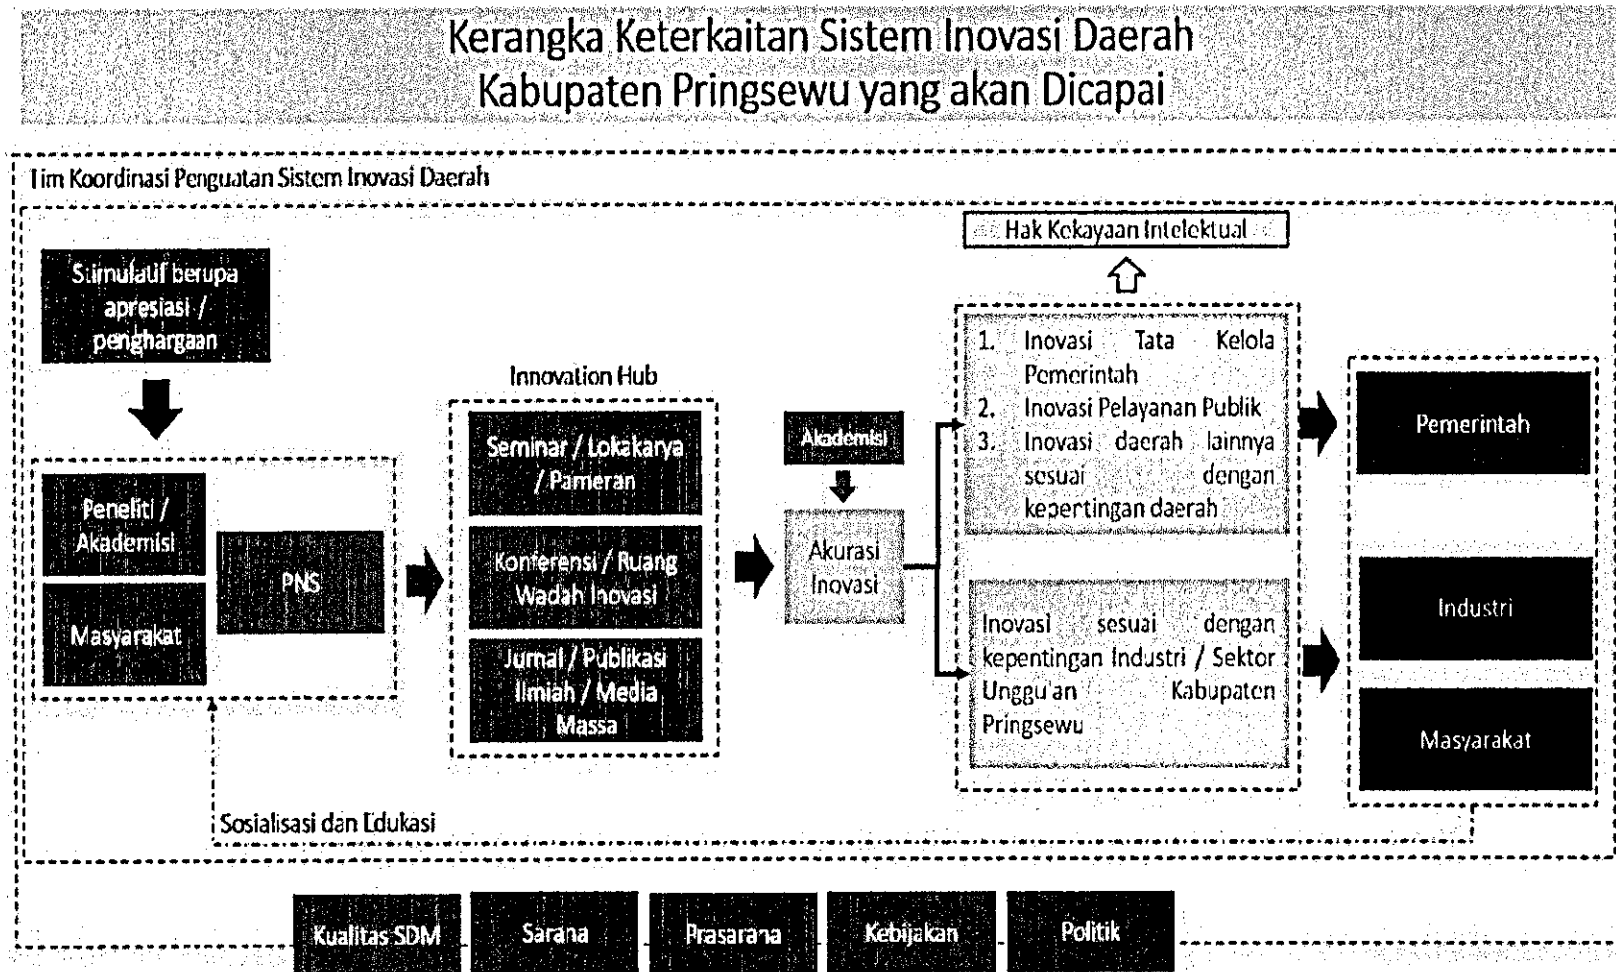 Kerangka Keterkaitan Sistem Inovasi Daerah
Kabupaten Pringsewu yang akan Dicapai
Tim Koordinasi Penguatan Sistem Inovasi Daerah
Stimulatif berupa
apresiasi /
penghargaan
Peneliti /
Akademisi
Masyarakat
PNS
Innovation Hub
Seminar / Lokakarya
/ Pameran
Konferensi / Ruang
Wadah Inovasi
Jurnal / Publikasi
Ilmiah / Media
Massa
Akademisi
Akurasi
Inovasi
Hak Kekayaan Intelektual
1. Inovasi Tata Kelola
Pemerintah
2. Inovasi Pelayanan Publik
3. Inovasi daerah lainnya
sesuai dengan
kepertingan daerah
Inovasi sesuai dengan
kepentingan Industri / Sektor
Unggu'an Kabupaten
Pringsewu
Pemerintah
Industri
Masyarakat
Sosialisasi dan Edukasi
Kualitas SDM
Sarana
Prasarana
Kebijakan
Politik